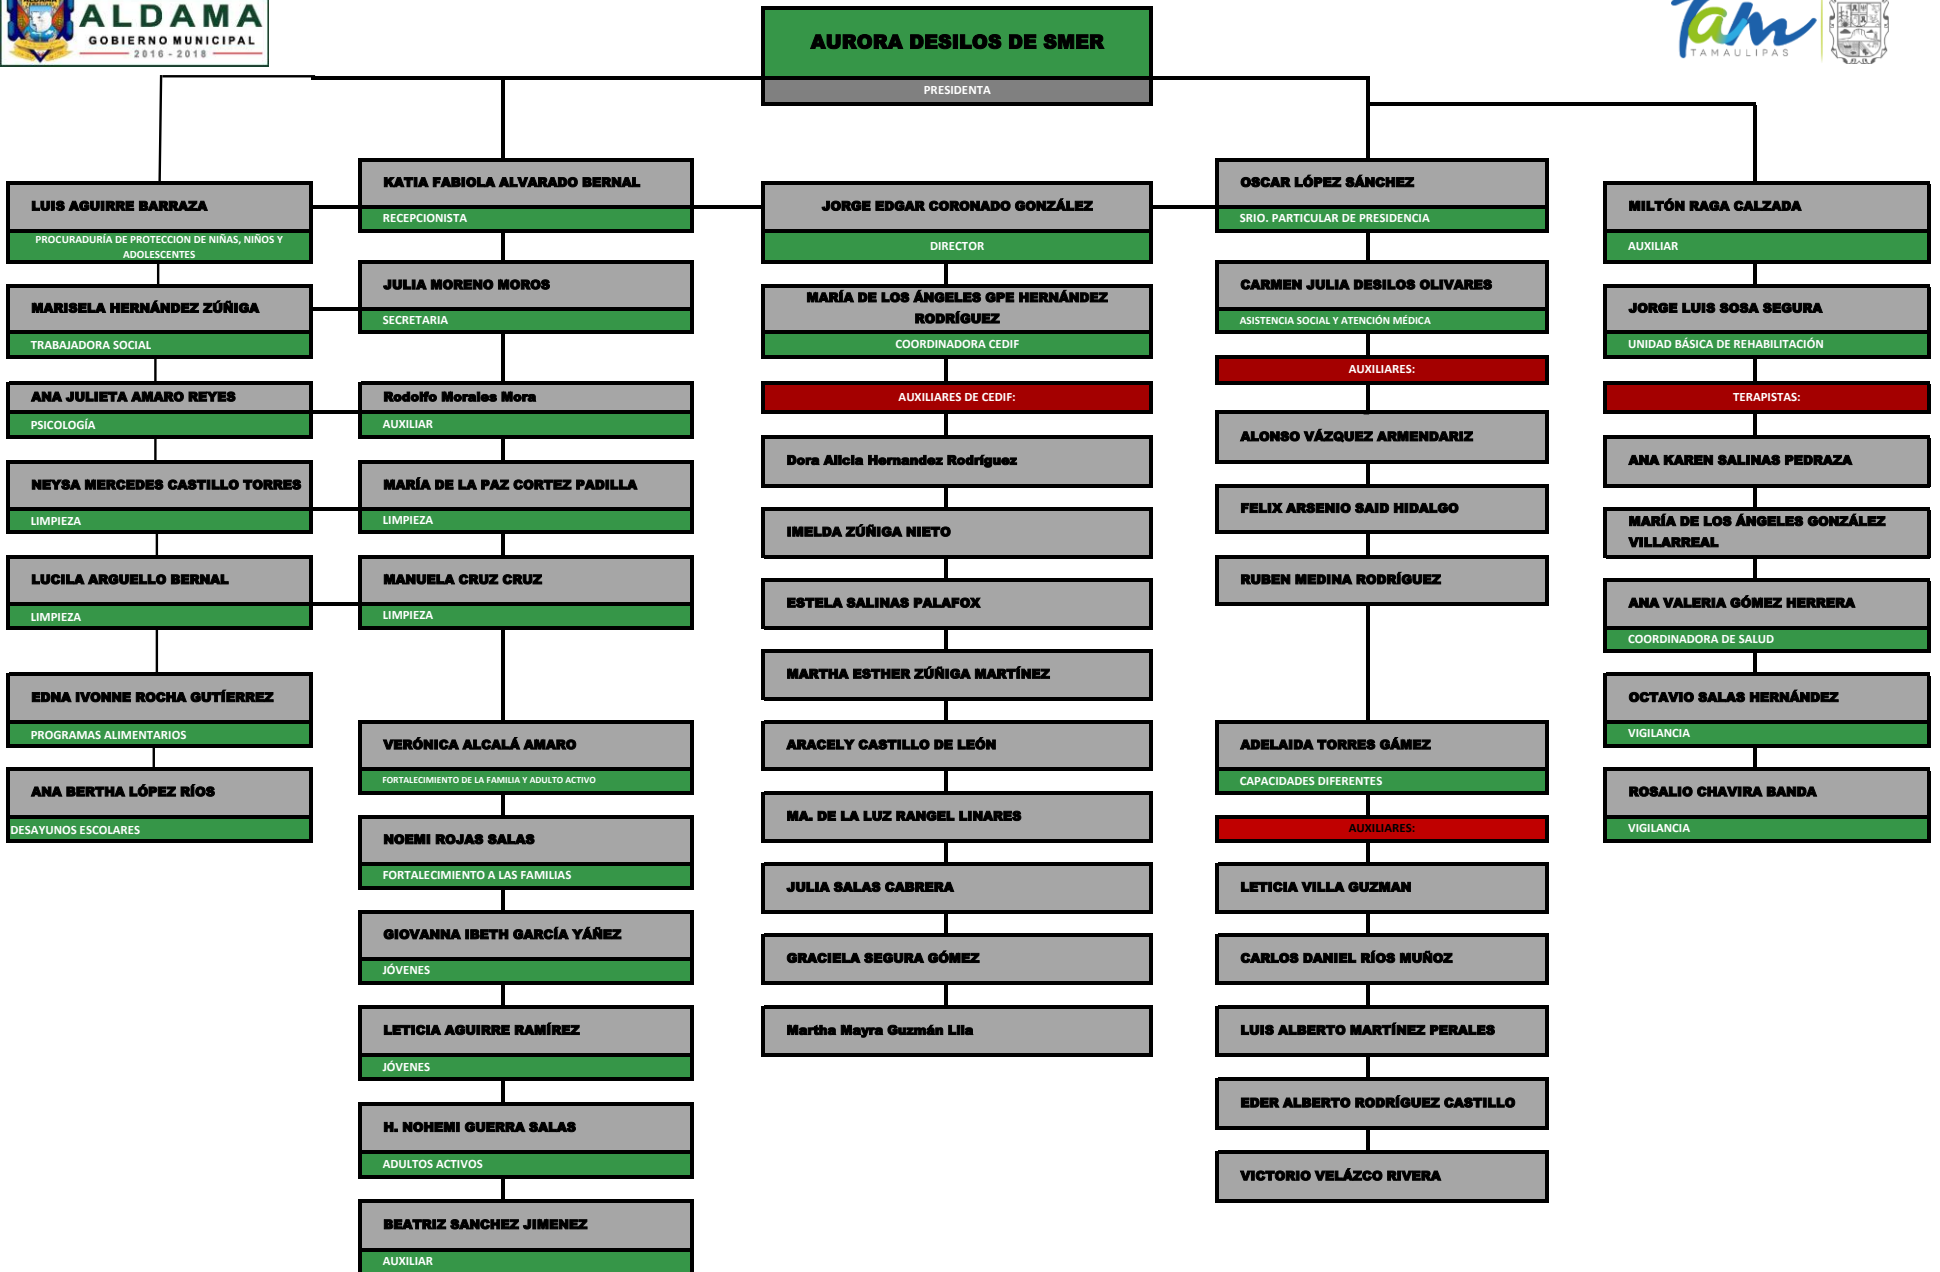 ALDAMA
GOBIERNO MUNICIPAL
2016 - 2018
AURORA DESILOS DE SMER
PRESIDENTA
Tam
TAMAULIPAS
LUIS AGUIRRE BARRAZA
PROCURADURÍA DE PROTECCION DE NIÑAS, NIÑOS Y
ADOLESCENTES
MARISELA HERNÁNDEZ ZÚÑIGA
TRABAJADORA SOCIAL
ANA JULIETA AMARO REYES
PSICOLOGÍA
NEYSA MERCEDES CASTILLO TORRES
LIMPIEZA
LUCILA ARGUELLO BERNAL
LIMPIEZA
EDNA IVONNE ROCHA GUTÍERREZ
PROGRAMAS ALIMENTARIOS
ANA BERTHA LÓPEZ RÍOS
DESAYUNOS ESCOLARES
KATIA FABIOLA ALVARADO BERNAL
RECEPCIONISTA
JULIA MORENO MOROS
SECRETARIA
Rodolfo Morales Mora
AUXILIAR
MARÍA DE LA PAZ CORTEZ PADILLA
LIMPIEZA
MANUELA CRUZ CRUZ
LIMPIEZA
VERÓNICA ALCALÁ AMARO
FORTALECIMIENTO DE LA FAMILIA Y ADULTO ACTIVO
NOEMI ROJAS SALAS
FORTALECIMIENTO A LAS FAMILIAS
GIOVANNA IBETH GARCÍA YÁÑEZ
JÓVENES
LETICIA AGUIRRE RAMÍREZ
JÓVENES
H. NOHEMI GUERRA SALAS
ADULTOS ACTIVOS
BEATRIZ SANCHEZ JIMENEZ
AUXILIAR
JORGE EDGAR CORONADO GONZÁLEZ
DIRECTOR
MARÍA DE LOS ÁNGELES GPE HERNÁNDEZ
RODRÍGUEZ
COORDINADORA CEDIF
AUXILIARES DE CEDIF:
Dora Alicia Hernandez Rodríguez
IMELDA ZÚÑIGA NIETO
ESTELA SALINAS PALAFOX
MARTHA ESTHER ZÚÑIGA MARTÍNEZ
ARACELY CASTILLO DE LEÓN
MA. DE LA LUZ RANGEL LINARES
JULIA SALAS CABRERA
GRACIELA SEGURA GÓMEZ
Martha Mayra Guzmán Lila
OSCAR LÓPEZ SÁNCHEZ
SRIO. PARTICULAR DE PRESIDENCIA
CARMEN JULIA DESILOS OLIVARES
ASISTENCIA SOCIAL Y ATENCIÓN MÉDICA
AUXILIARES:
ALONSO VÁZQUEZ ARMENDARIZ
FELIX ARSENIO SAID HIDALGO
RUBEN MEDINA RODRÍGUEZ
ADELAIDA TORRES GÁMEZ
CAPACIDADES DIFERENTES
AUXILIARES:
LETICIA VILLA GUZMAN
CARLOS DANIEL RÍOS MUÑOZ
LUIS ALBERTO MARTÍNEZ PERALES
EDER ALBERTO RODRÍGUEZ CASTILLO
VICTORIO VELÁZCO RIVERA
MILTÓN RAGA CALZADA
AUXILIAR
JORGE LUIS SOSA SEGURA
UNIDAD BÁSICA DE REHABILITACIÓN
TERAPISTAS:
ANA KAREN SALINAS PEDRAZA
MARÍA DE LOS ÁNGELES GONZÁLEZ
VILLARREAL
ANA VALERIA GÓMEZ HERRERA
COORDINADORA DE SALUD
OCTAVIO SALAS HERNÁNDEZ
VIGILANCIA
ROSALIO CHAVIRA BANDA
VIGILANCIA